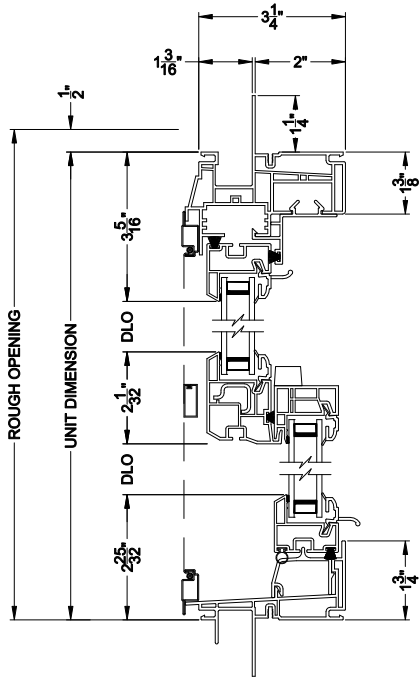 3 1/4"
1 3/16"
2"
1/2"
1 1/4"
1 3/8"
3 5/16"
DLO
2 1/32"
DLO
2 25/32"
1 3/4"
UNIT DIMENSION
ROUGH OPENING